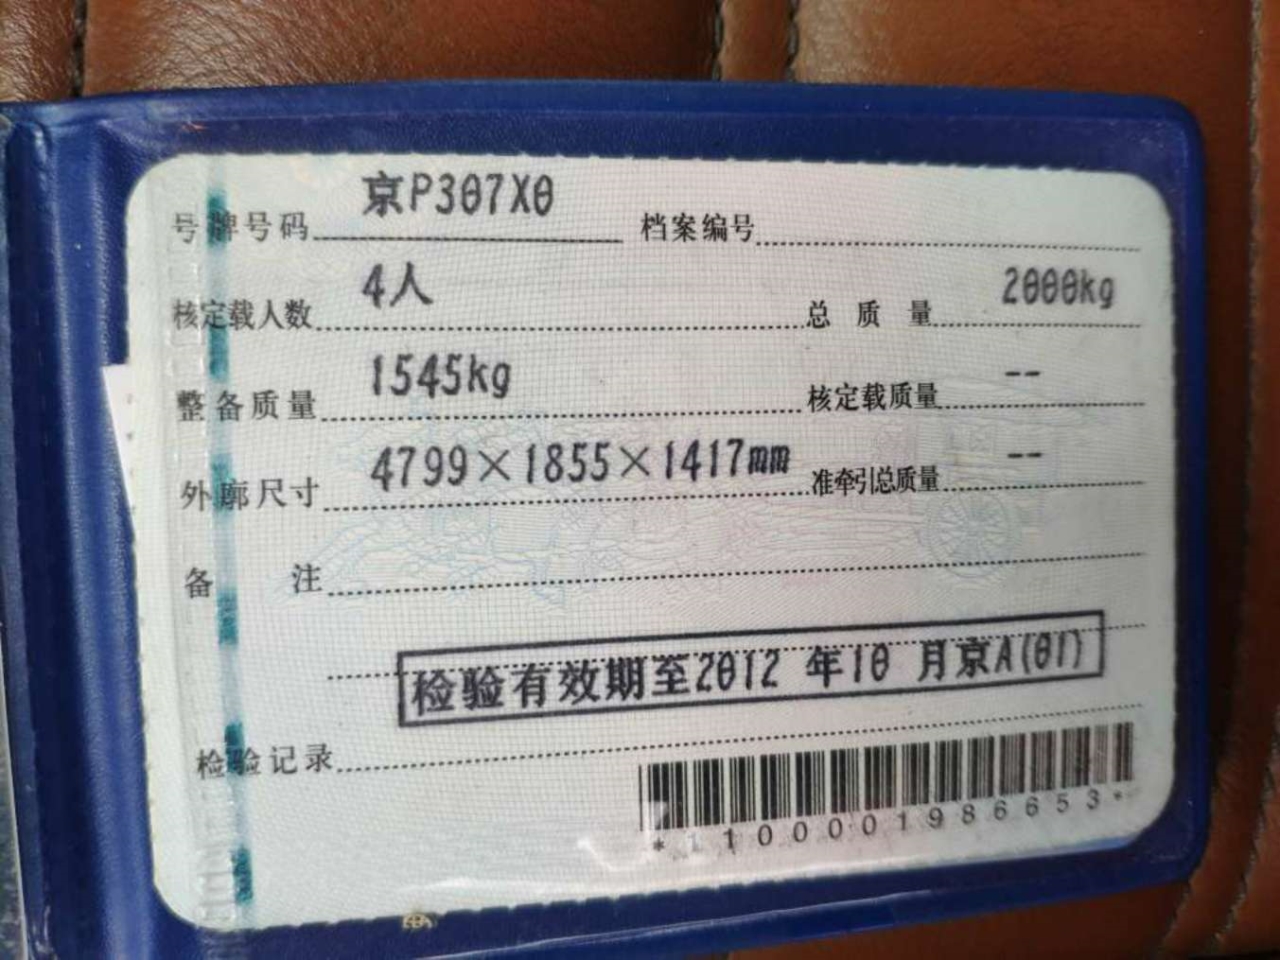 号牌号码 京P307X0 档案编号
核定载人数 4人 总质量 2000kg
整备质量 1545kg 核定载质量 --
外廓尺寸 4799×1855×1417mm 准牵引总质量 --
备注
检验有效期至2012 年10 月京A(01)
检验记录
*1100001986653*